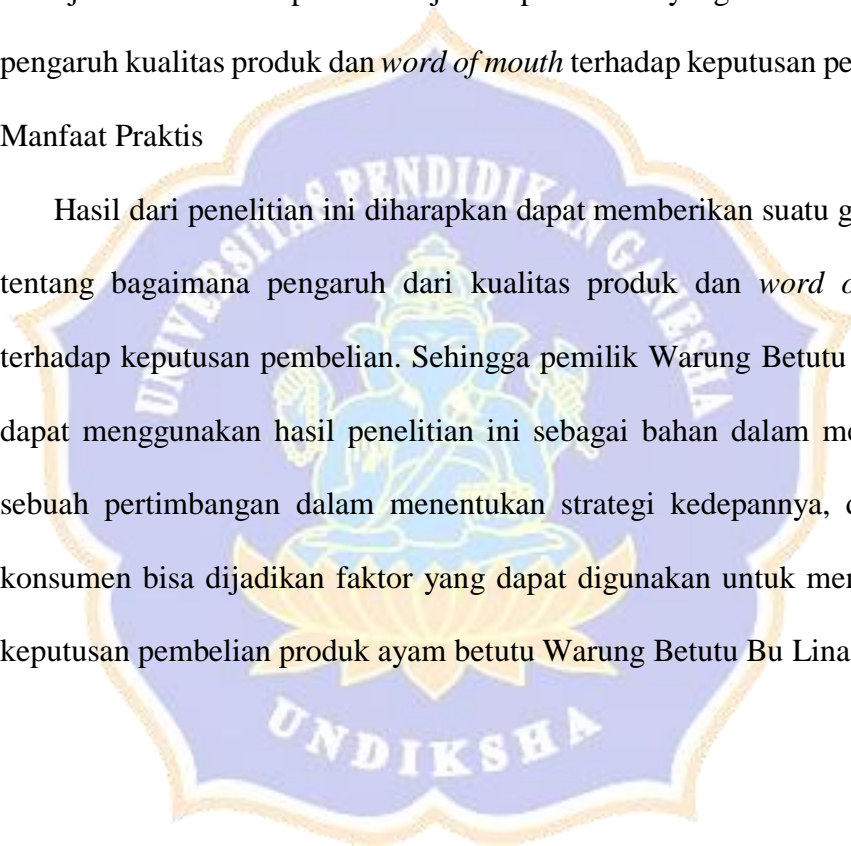 pengaruh kualitas produk dan word of mouth terhadap keputusan
Manfaat Praktis
Hasil dari penelitian ini diharapkan dapat memberikan suatu
tentang bagaimana pengaruh dari kualitas produk dan word
terhadap keputusan pembelian. Sehingga pemilik Warung Betutu
dapat menggunakan hasil penelitian ini sebagai bahan dalam
sebuah pertimbangan dalam menentukan strategi kedepannya,
konsumen bisa dijadikan faktor yang dapat digunakan untuk
keputusan pembelian produk ayam betutu Warung Betutu Bu Lina
UNIVERSITAS PENDIDIKAN GANESHA
UNDIKSHA